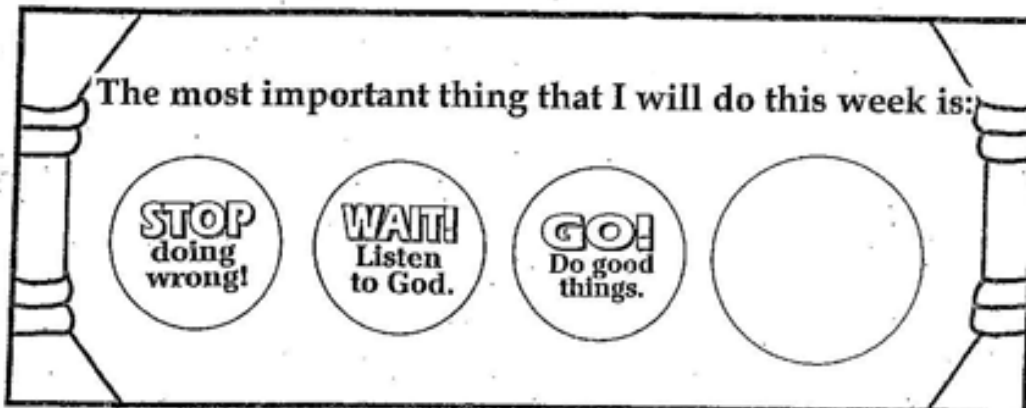 The most important thing that I will do this week is:
STOP
doing
wrong!
WAIT!
Listen
to God.
GO!
Do good
things.